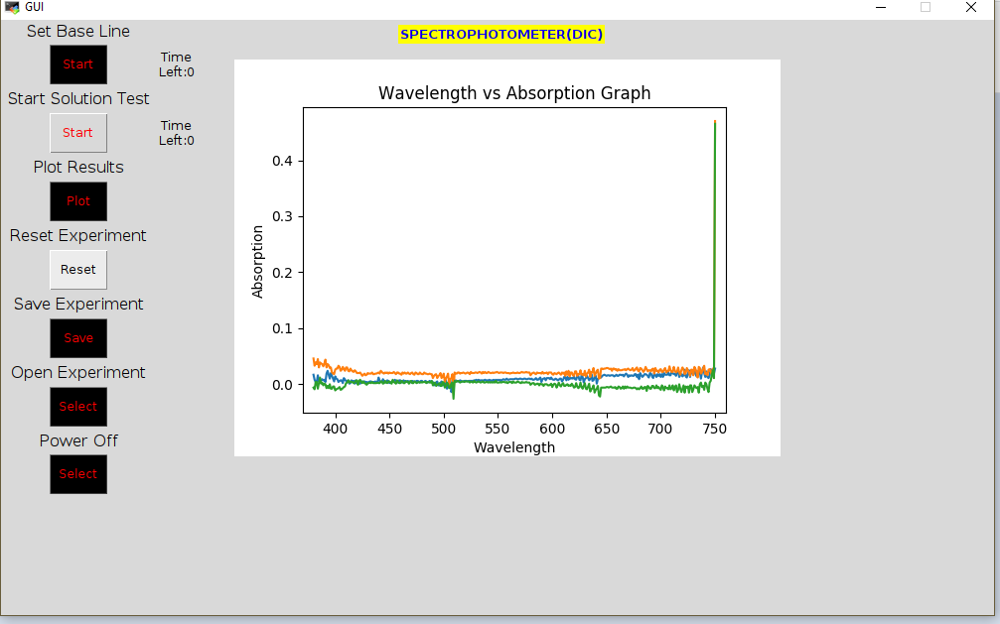 GUI
SPECTROPHOTOMETER(DIC)
Set Base Line
Start
Time
Left:0
Start Solution Test
Start
Time
Left:0
Plot Results
Plot
Reset Experiment
Reset
Save Experiment
Save
Open Experiment
Select
Power Off
Select
Wavelength vs Absorption Graph
Absorption
0.4
0.3
0.2
0.1
0.0
400 450 500 550 600 650 700 750
Wavelength